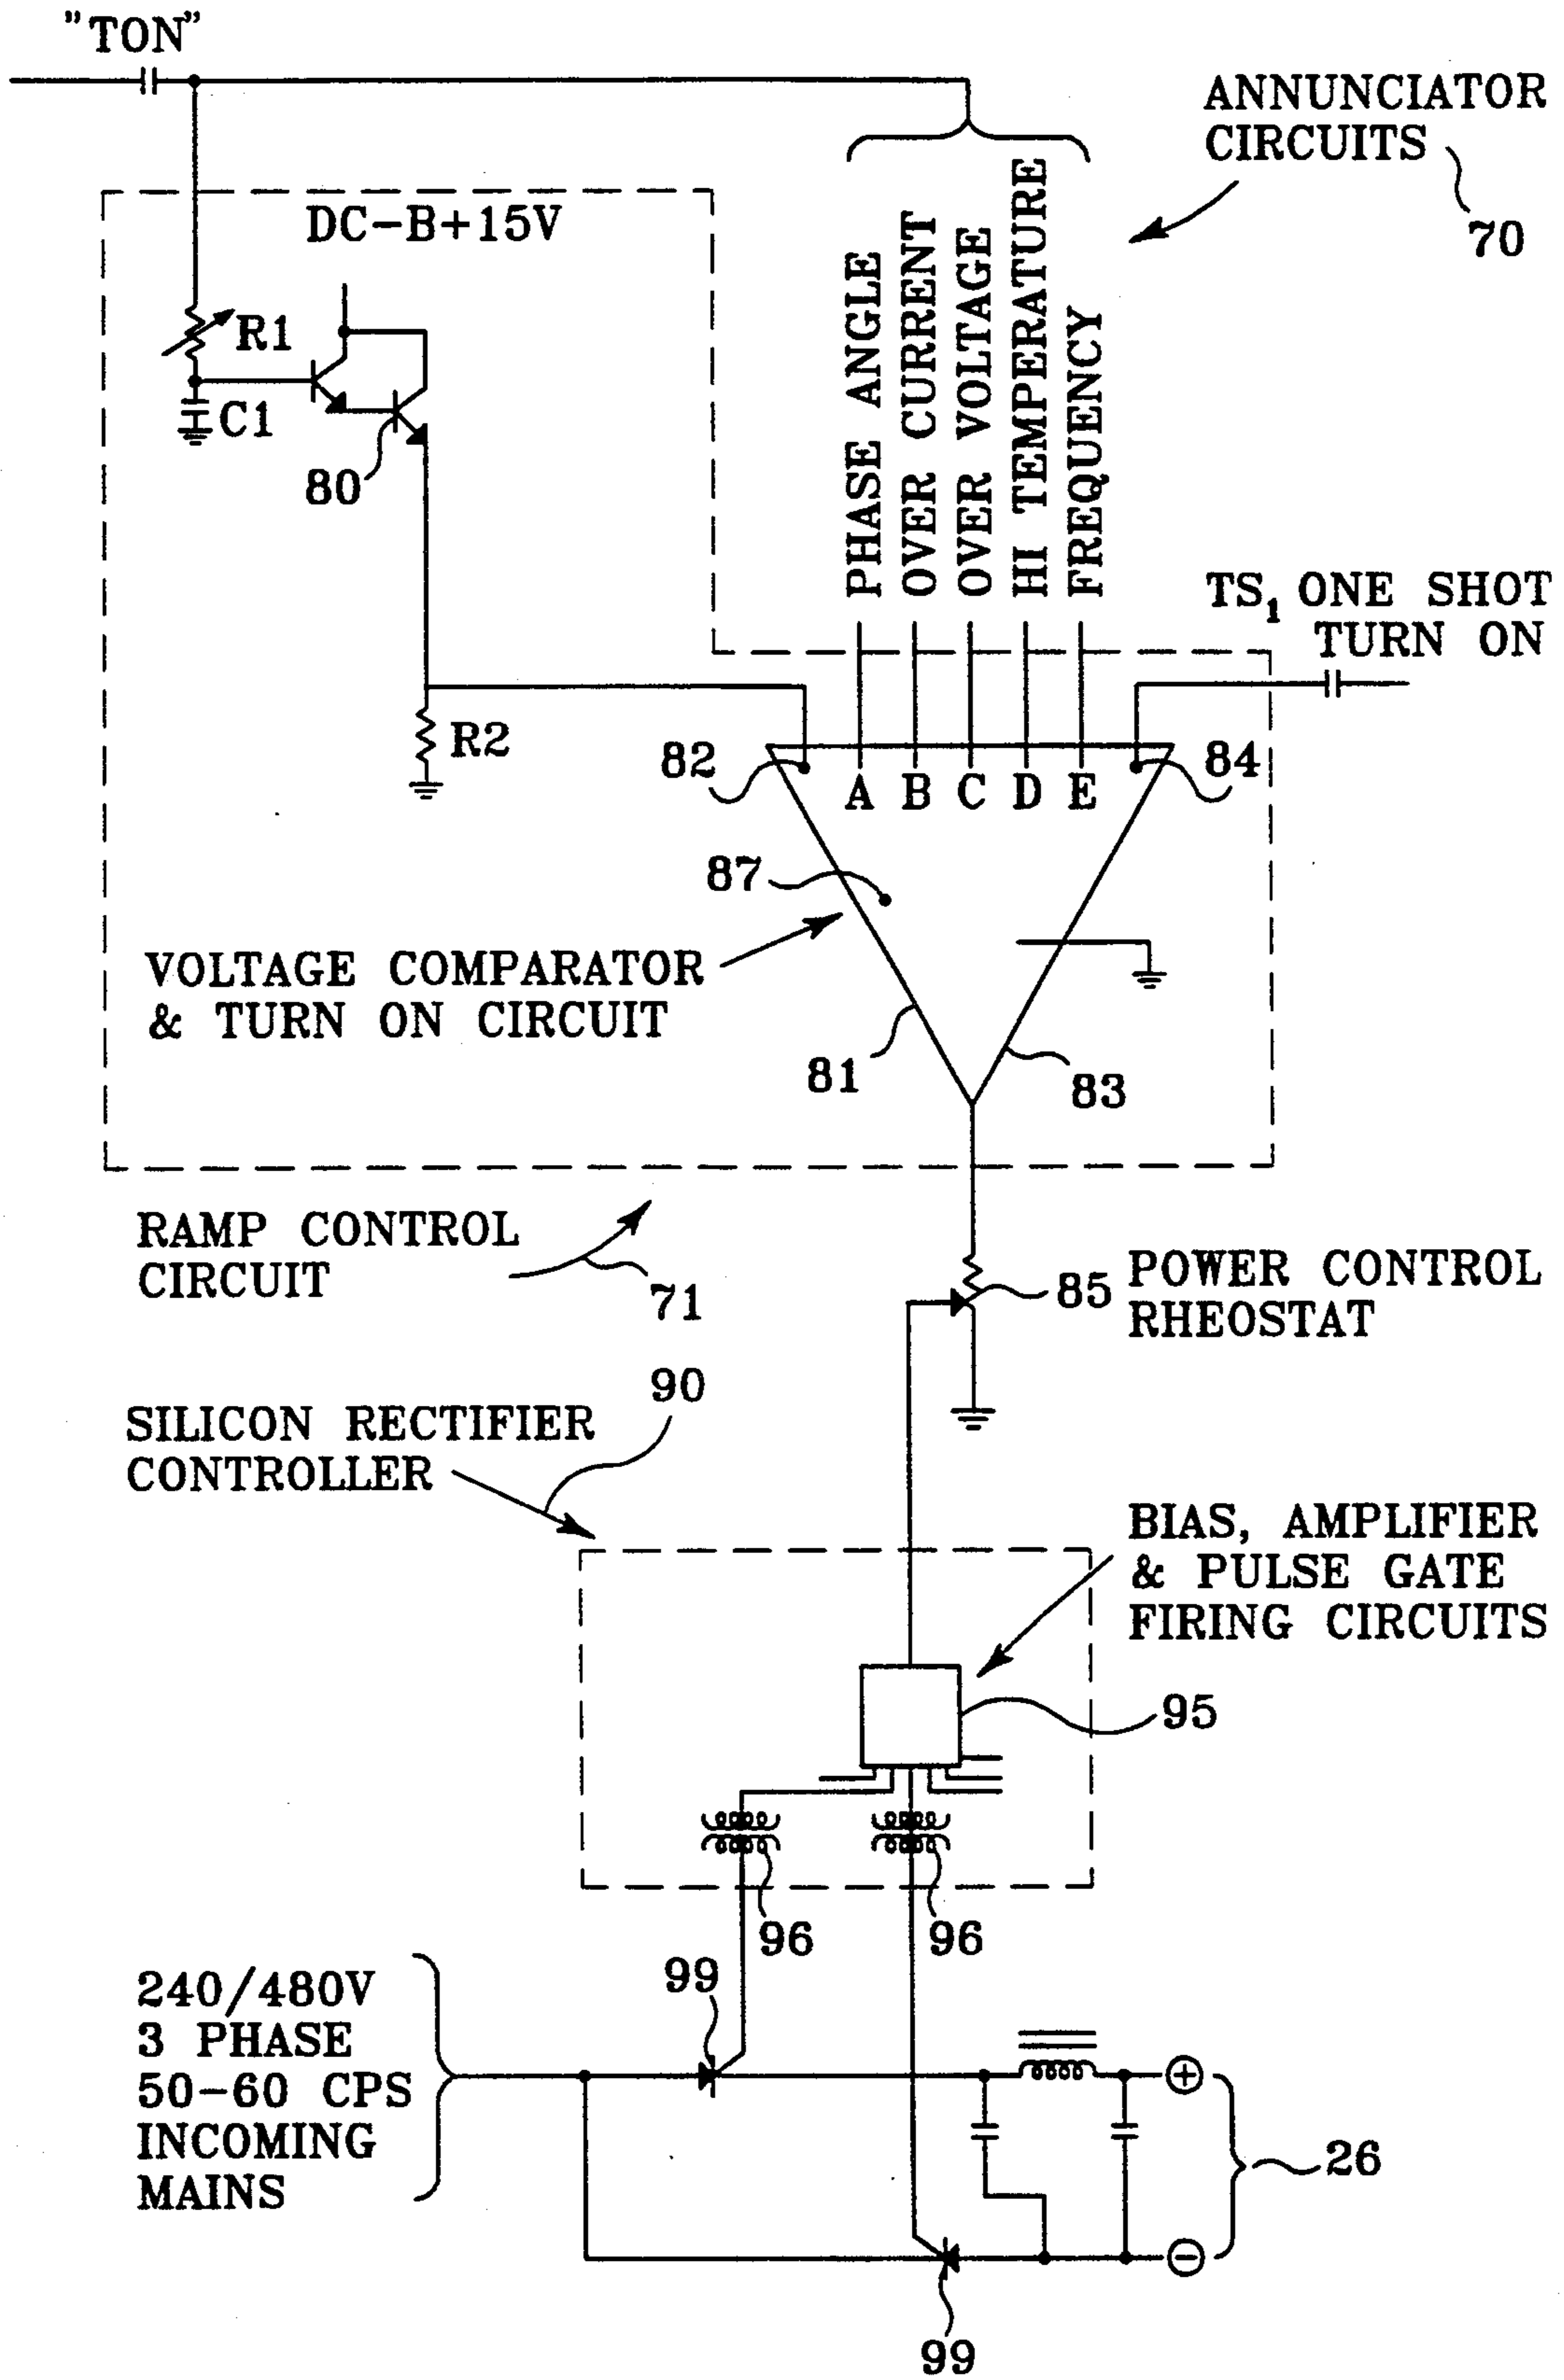 "TON"
ANNUNCIATOR
CIRCUITS
70
DC-B+15V
R1
C1
80
PHASE ANGLE
OVER CURRENT
OVER VOLTAGE
HI TEMPERATURE
FREQUENCY
TS1 ONE SHOT
TURN ON
R2
82
A B C D E
84
87
VOLTAGE COMPARATOR
& TURN ON CIRCUIT
81
83
RAMP CONTROL
CIRCUIT
71
85
POWER CONTROL
RHEOSTAT
90
SILICON RECTIFIER
CONTROLLER
BIAS, AMPLIFIER
& PULSE GATE
FIRING CIRCUITS
95
96
96
99
240/480V
3 PHASE
50-60 CPS
INCOMING
MAINS
+
26
−
99